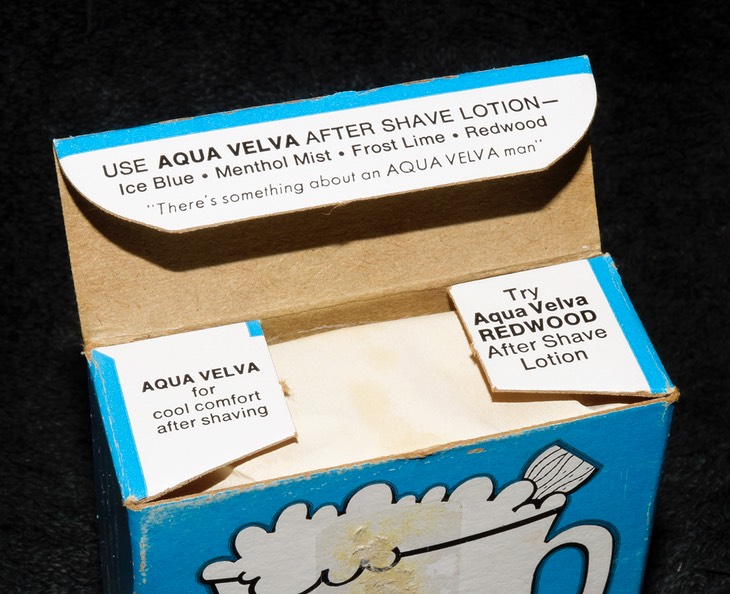 USE AQUA VELVA AFTER SHAVE LOTION—
Ice Blue • Menthol Mist • Frost Lime • Redwood
"There's something about an AQUA VELVA man"
Try
Aqua Velva
REDWOOD
After Shave
Lotion
AQUA VELVA
for
cool comfort
after shaving